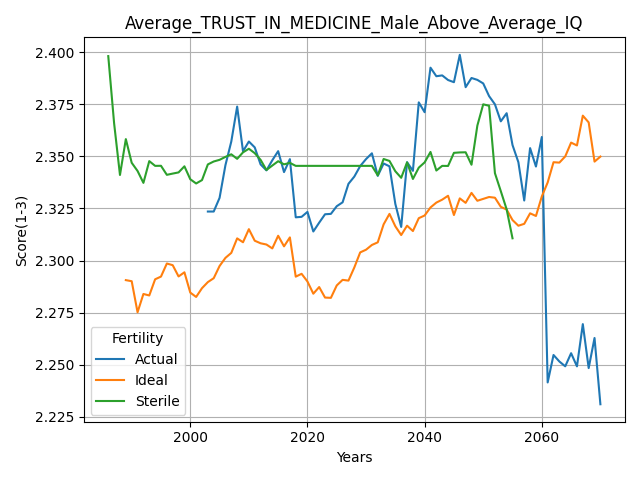 Average_TRUST_IN_MEDICINE_Male_Above_Average_IQ
2.400
2.375
2.350
2.325
2.300
2.275
2.250
2.225
Score(1-3)
Fertility
Actual
Ideal
Sterile
2000 2020 2040 2060
Years